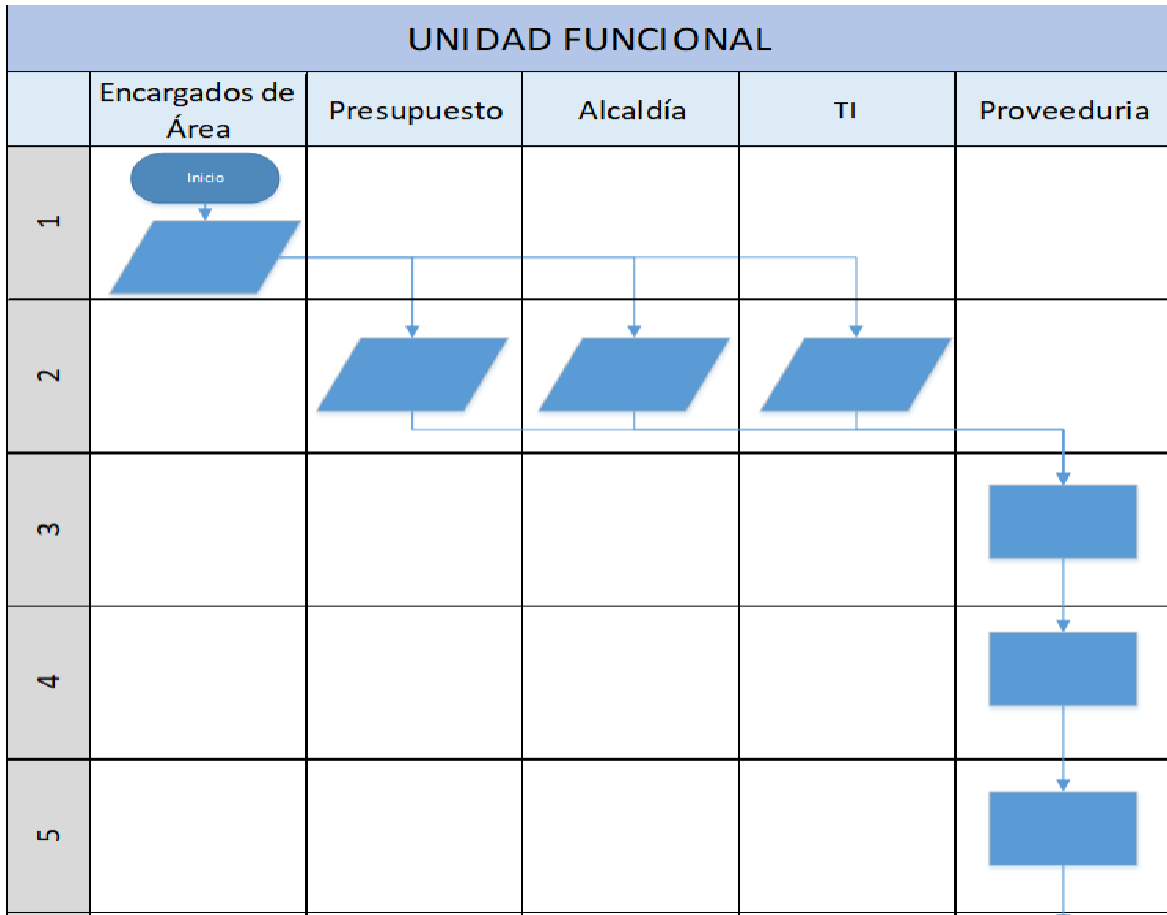 UNIDAD FUNCIONAL
Encargados de
Área
Presupuesto
Alcaldía
TI
Proveeduria
1
Inicio
2
3
4
5